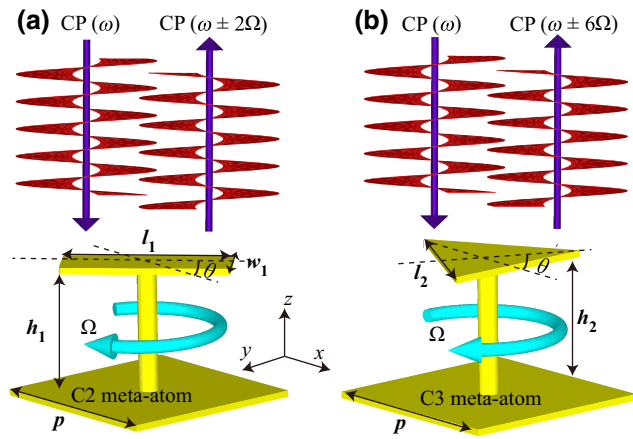 (a) CP (ω) CP (ω ± 2Ω)
l₁
w₁
θ
h₁
Ω
z
y
x
C2 meta-atom
p
(b) CP (ω) CP (ω ± 6Ω)
l₂
θ
h₂
Ω
C3 meta-atom
p